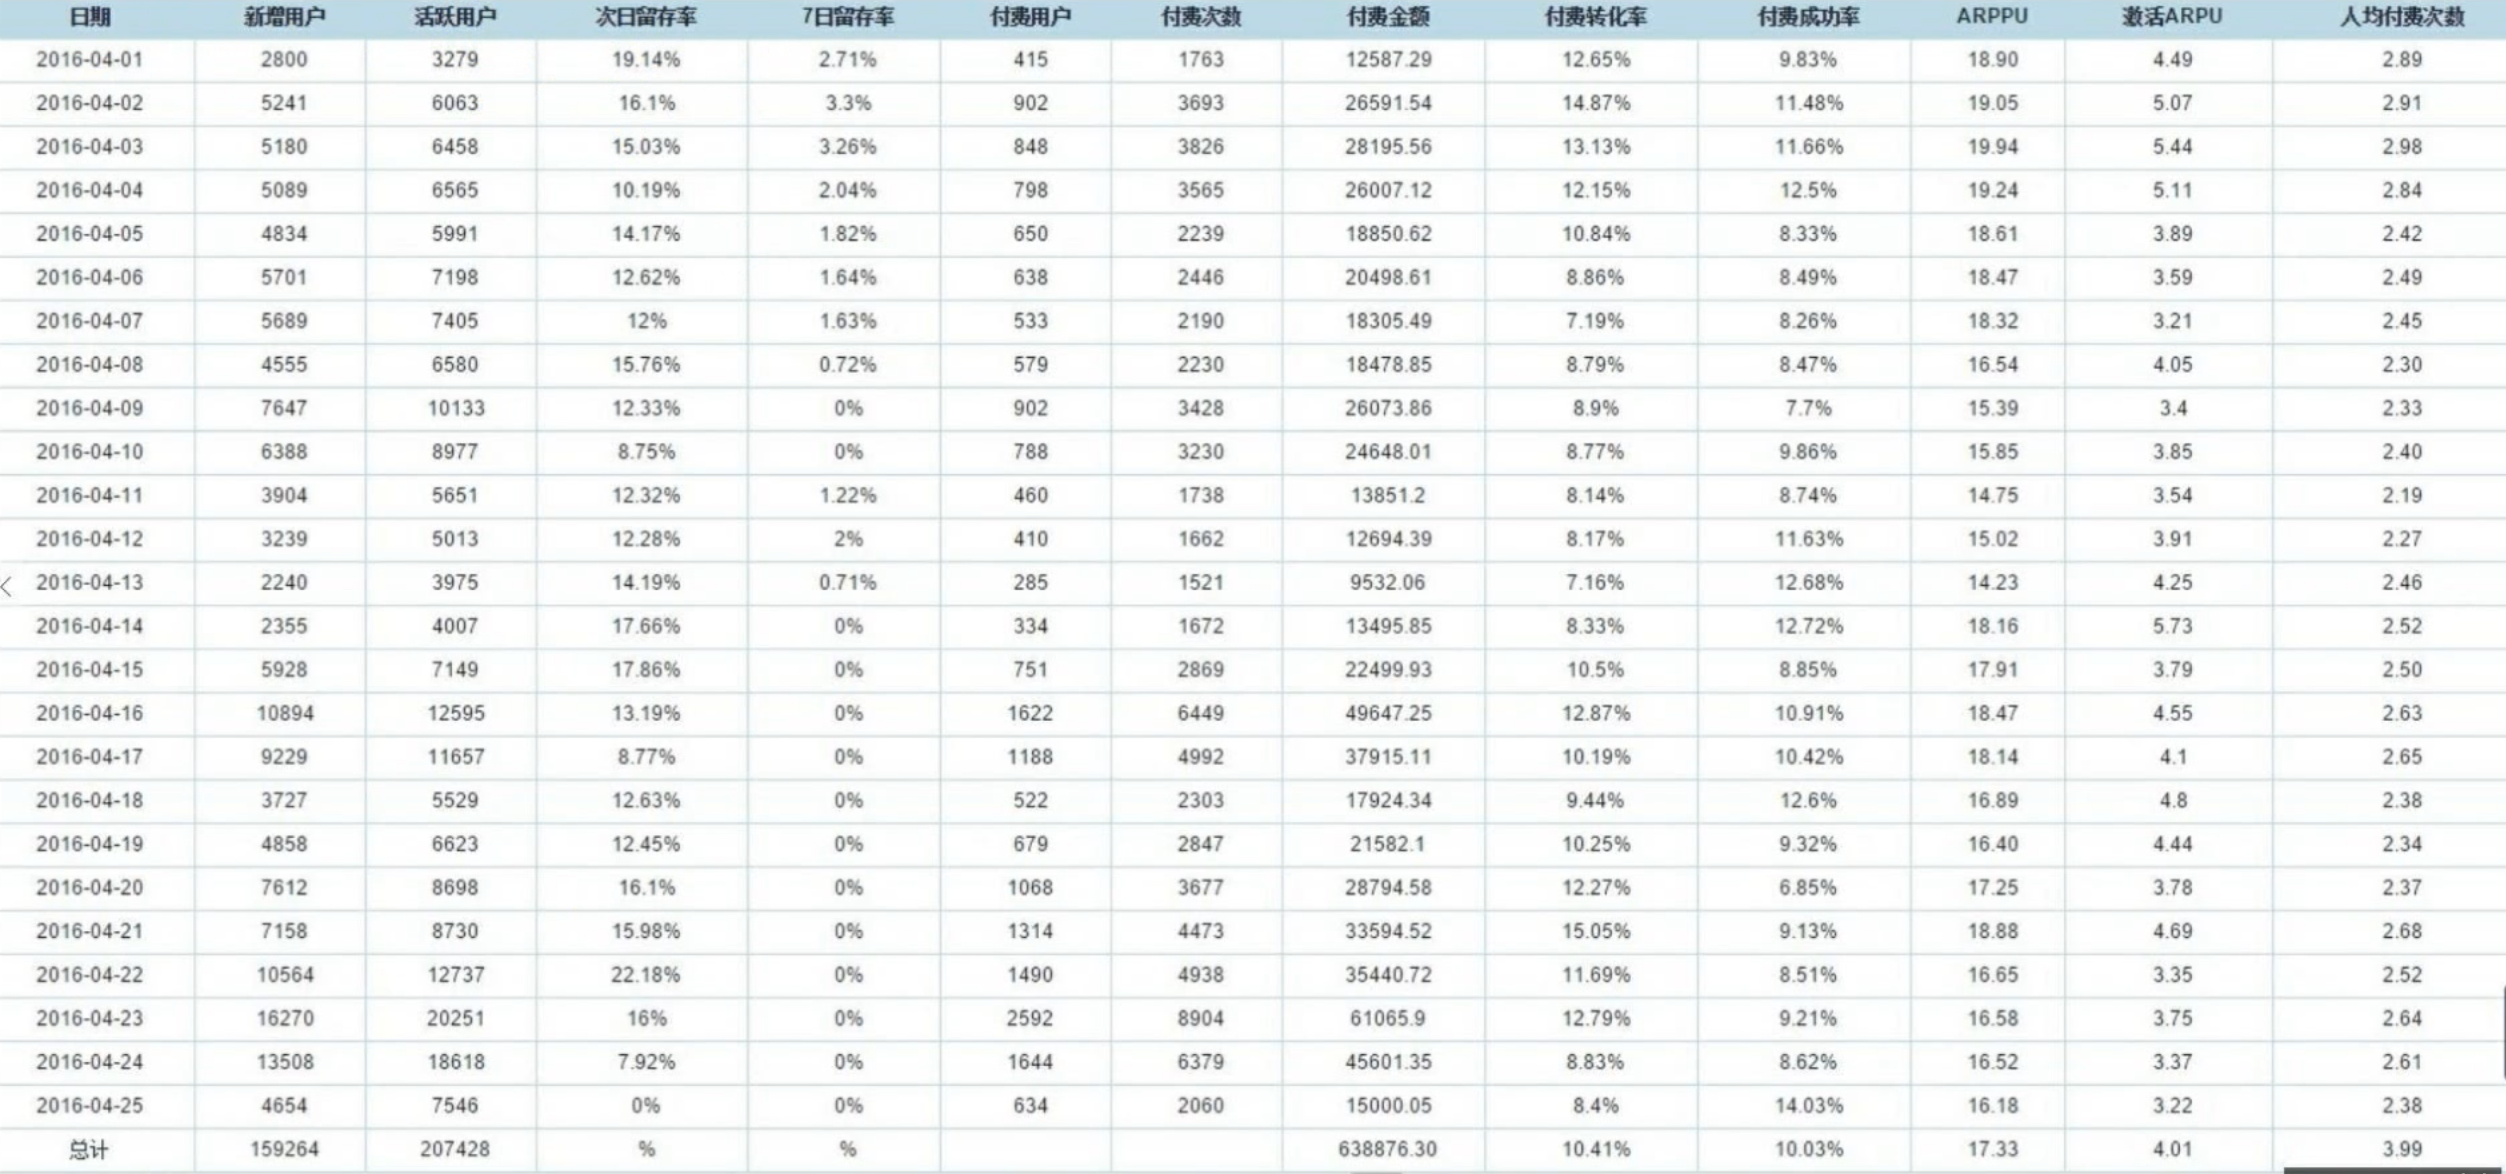 日期 新增用户 活跃用户 次日留存率 7日留存率 付费用户 付费次数 付费金额 付费转化率 付费成功率 ARPPU 激活ARPU 人均付费次数
2016-04-01 2800 3279 19.14% 2.71% 415 1763 12587.29 12.65% 9.83% 18.90 4.49 2.89
2016-04-02 5241 6063 16.1% 3.3% 902 3693 26591.54 14.87% 11.48% 19.05 5.07 2.91
2016-04-03 5180 6458 15.03% 3.26% 848 3826 28195.56 13.13% 11.66% 19.94 5.44 2.98
2016-04-04 5089 6565 10.19% 2.04% 798 3565 26007.12 12.15% 12.5% 19.24 5.11 2.84
2016-04-05 4834 5991 14.17% 1.82% 650 2239 18850.62 10.84% 8.33% 18.61 3.89 2.42
2016-04-06 5701 7198 12.62% 1.64% 638 2446 20498.61 8.86% 8.49% 18.47 3.59 2.49
2016-04-07 5689 7405 12% 1.63% 533 2190 18305.49 7.19% 8.26% 18.32 3.21 2.45
2016-04-08 4555 6580 15.76% 0.72% 579 2230 18478.85 8.79% 8.47% 16.54 4.05 2.30
2016-04-09 7647 10133 12.33% 0% 902 3428 26073.86 8.9% 7.7% 15.39 3.4 2.33
2016-04-10 6388 8977 8.75% 0% 788 3230 24648.01 8.77% 9.86% 15.85 3.85 2.40
2016-04-11 3904 5651 12.32% 1.22% 460 1738 13851.2 8.14% 8.74% 14.75 3.54 2.19
2016-04-12 3239 5013 12.28% 2% 410 1662 12694.39 8.17% 11.63% 15.02 3.91 2.27
2016-04-13 2240 3975 14.19% 0.71% 285 1521 9532.06 7.16% 12.68% 14.23 4.25 2.46
2016-04-14 2355 4007 17.66% 0% 334 1672 13495.85 8.33% 12.72% 18.16 5.73 2.52
2016-04-15 5928 7149 17.86% 0% 751 2869 22499.93 10.5% 8.85% 17.91 3.79 2.50
2016-04-16 10894 12595 13.19% 0% 1622 6449 49647.25 12.87% 10.91% 18.47 4.55 2.63
2016-04-17 9229 11657 8.77% 0% 1188 4992 37915.11 10.19% 10.42% 18.14 4.1 2.65
2016-04-18 3727 5529 12.63% 0% 522 2303 17924.34 9.44% 12.6% 16.89 4.8 2.38
2016-04-19 4858 6623 12.45% 0% 679 2847 21582.1 10.25% 9.32% 16.40 4.44 2.34
2016-04-20 7612 8698 16.1% 0% 1068 3677 28794.58 12.27% 6.85% 17.25 3.78 2.37
2016-04-21 7158 8730 15.98% 0% 1314 4473 33594.52 15.05% 9.13% 18.88 4.69 2.68
2016-04-22 10564 12737 22.18% 0% 1490 4938 35440.72 11.69% 8.51% 16.65 3.35 2.52
2016-04-23 16270 20251 16% 0% 2592 8904 61065.9 12.79% 9.21% 16.58 3.75 2.64
2016-04-24 13508 18618 7.92% 0% 1644 6379 45601.35 8.83% 8.62% 16.52 3.37 2.61
2016-04-25 4654 7546 0% 0% 634 2060 15000.05 8.4% 14.03% 16.18 3.22 2.38
总计 159264 207428 % % 638876.30 10.41% 10.03% 17.33 4.01 3.99